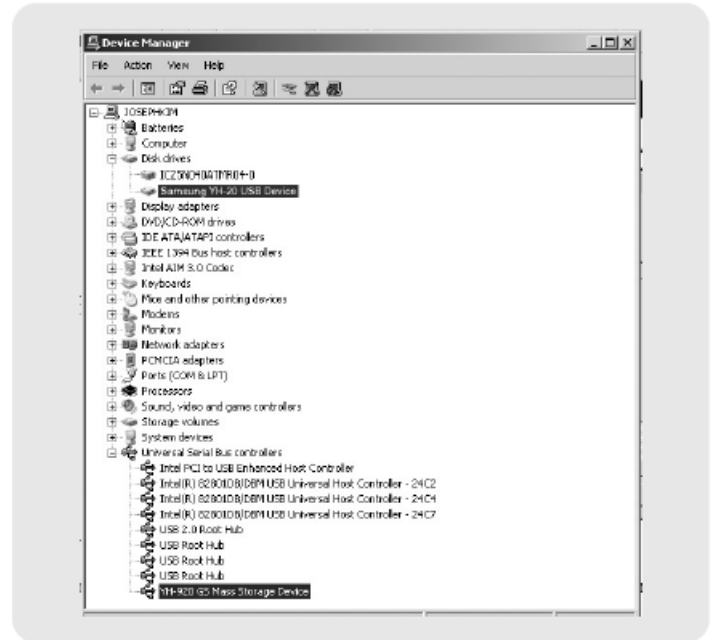 Device Manager
File Action View Help
JOSEPHKIM
Batteries
Computer
Disk drives
IC25N040ATMR04-0
Samsung YH-20 USB Device
Display adapters
DVD/CD-ROM drives
IDE ATA/ATAPI controllers
IEEE 1394 Bus host controllers
Intel AIM 3.0 Codec
Keyboards
Mice and other pointing devices
Modems
Monitors
Network adapters
PCMCIA adapters
Ports (COM & LPT)
Processors
Sound, video and game controllers
Storage volumes
System devices
Universal Serial Bus controllers
Intel PCI to USB Enhanced Host Controller
Intel(R) 82801DB/DBM USB Universal Host Controller - 24C2
Intel(R) 82801DB/DBM USB Universal Host Controller - 24C4
Intel(R) 82801DB/DBM USB Universal Host Controller - 24C7
USB 2.0 Root Hub
USB Root Hub
USB Root Hub
USB Root Hub
YH-920 GS Mass Storage Device